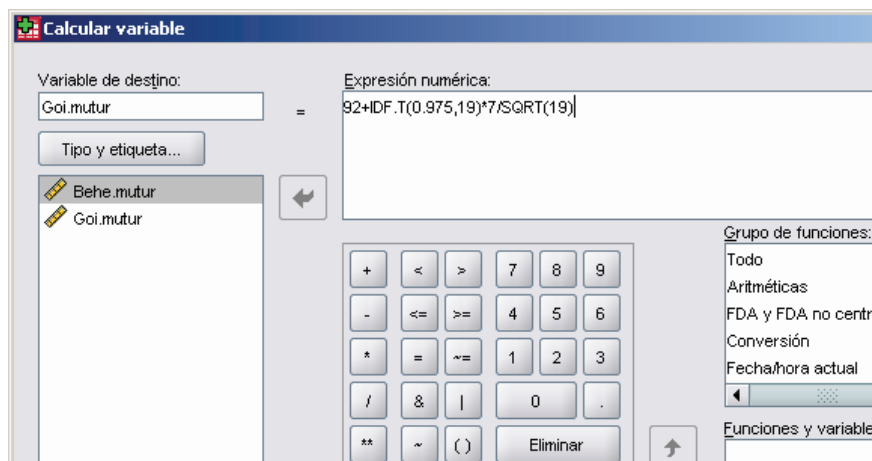 Calcular variable
Variable de destino:
Goi.mutur
=
Expresión numérica:
92+IDF.T(0.975,19)*7/SQRT(19)
Tipo y etiqueta...
Behe.mutur
Goi.mutur
+ < > 7 8 9
- <= >= 4 5 6
* = ~= 1 2 3
/ & | 0 .
** ~ ( ) Eliminar
Grupo de funciones:
Todo
Aritméticas
FDA y FDA no centr
Conversión
Fecha/hora actual
Funciones y variable